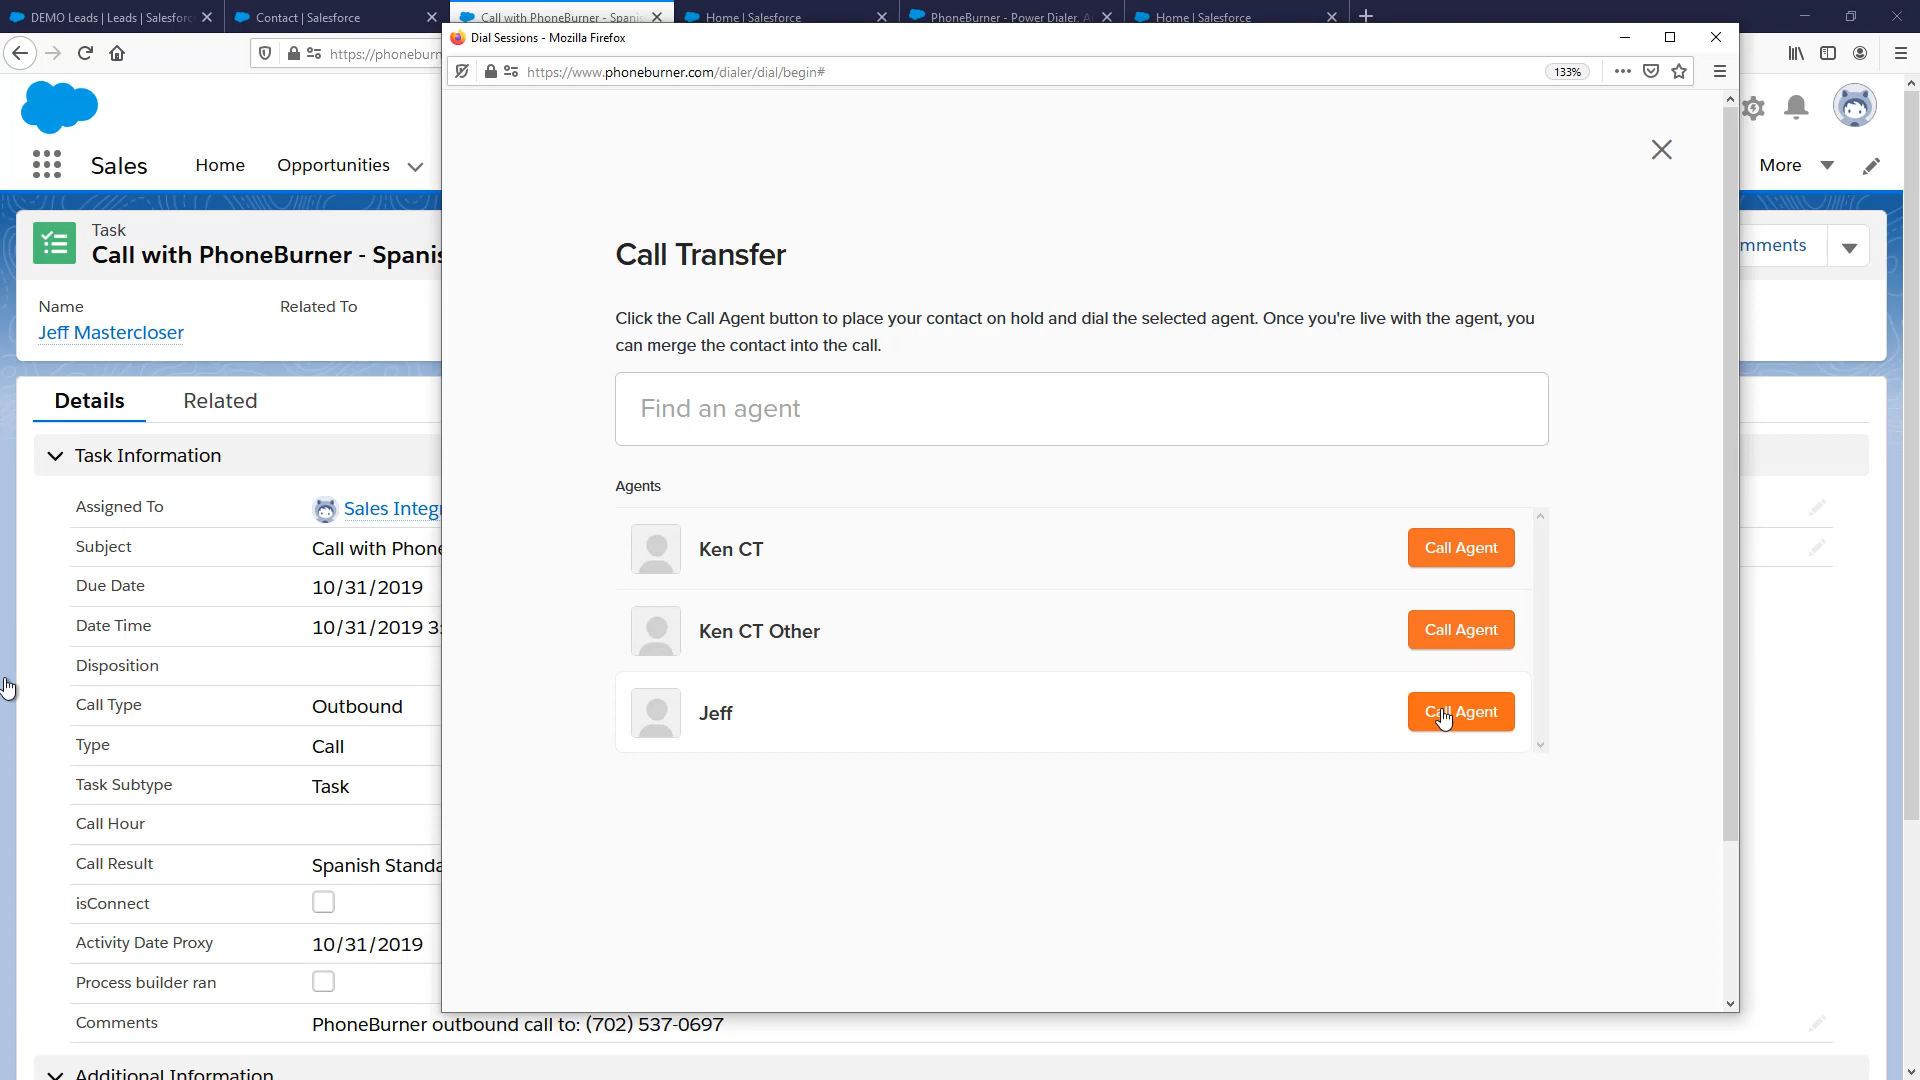 DEMO Leads | Leads | Salesforc
Contact | Salesforce
Call with PhoneBurner - Spanis
Home | Salesforce
PhoneBurner - Power Dialer, A
Home | Salesforce
Dial Sessions - Mozilla Firefox
https://phoneburn
https://www.phoneburner.com/dialer/dial/begin#
133%
Sales
Home
Opportunities
More
Task
Call with PhoneBurner - Spanis
mments
Name
Related To
Jeff Mastercloser
Details
Related
Task Information
Assigned To
Sales Integr
Subject
Call with Phone
Due Date
10/31/2019
Date Time
10/31/2019 3:
Disposition
Call Type
Outbound
Type
Call
Task Subtype
Task
Call Hour
Call Result
Spanish Standa
isConnect
Activity Date Proxy
10/31/2019
Process builder ran
Comments
PhoneBurner outbound call to: (702) 537-0697
Additional Information
Call Transfer
Click the Call Agent button to place your contact on hold and dial the selected agent. Once you're live with the agent, you
can merge the contact into the call.
Find an agent
Agents
Ken CT
Call Agent
Ken CT Other
Call Agent
Jeff
Call Agent